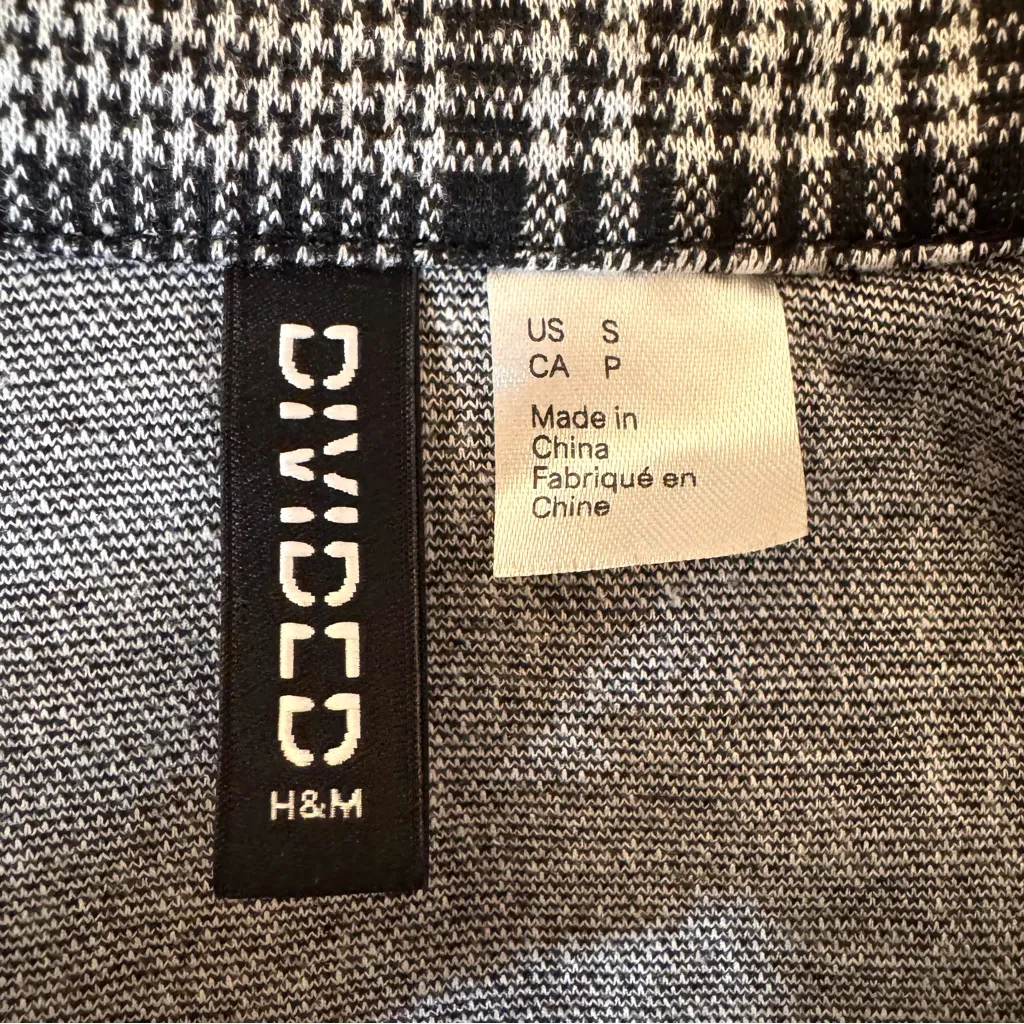 DIVIDED
H&M
US S
CA P
Made in
China
Fabriqué en
Chine